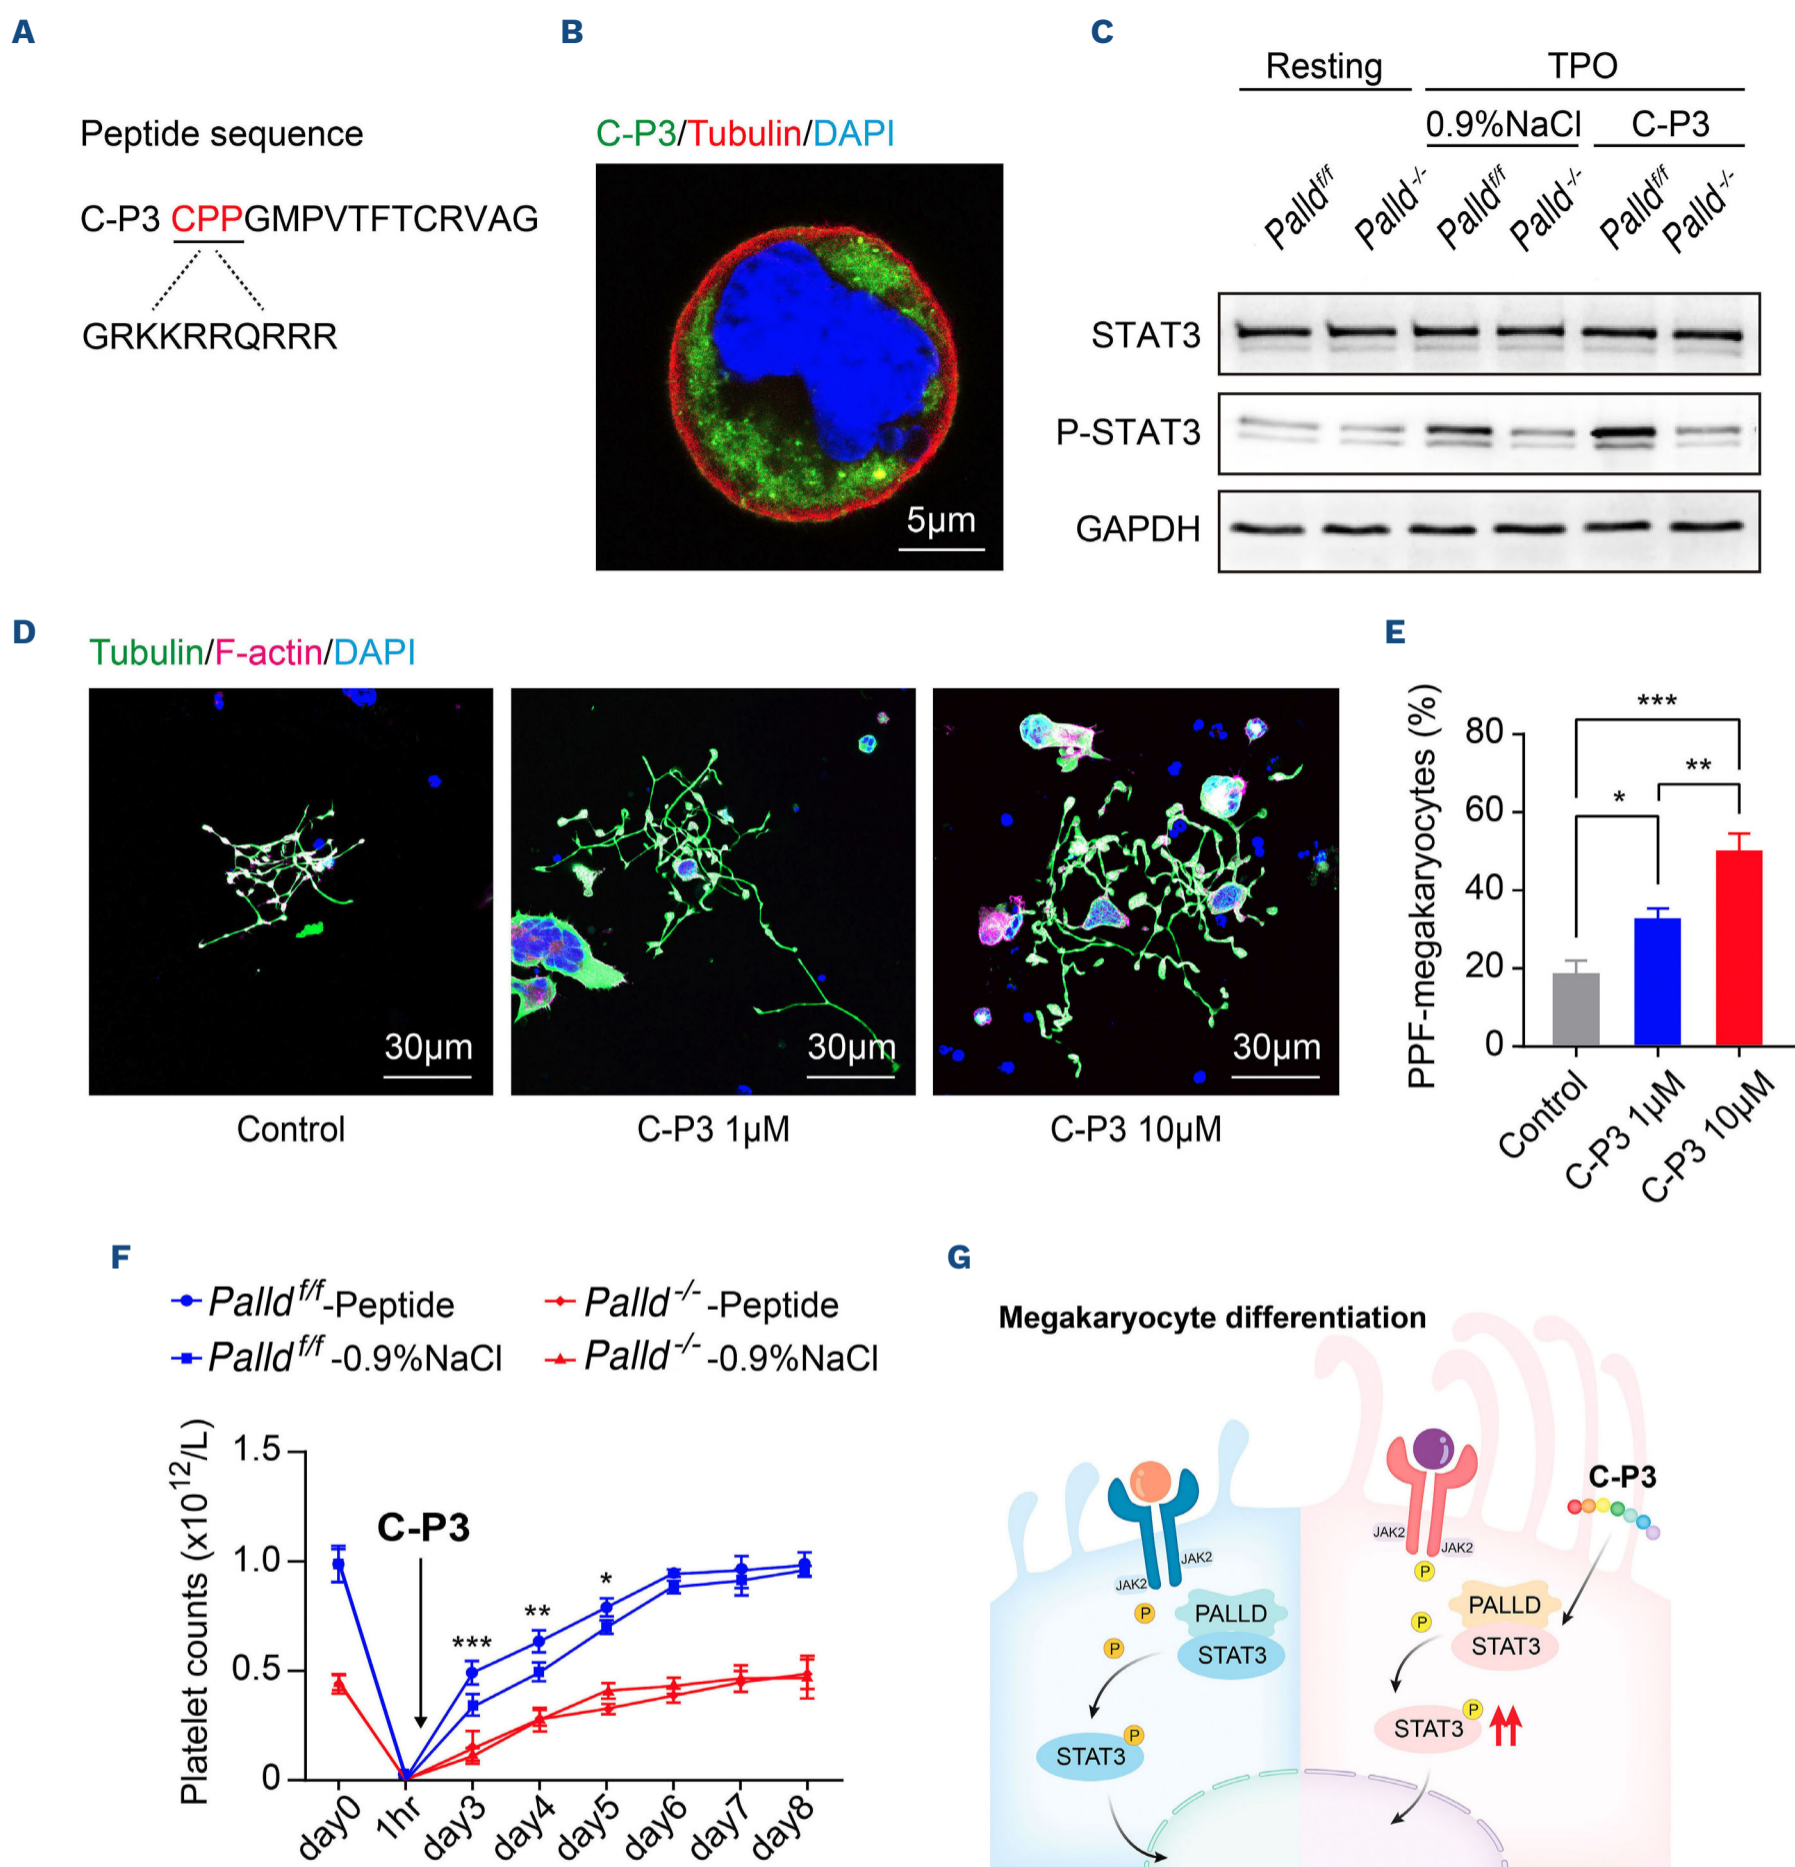 A
Peptide sequence
C-P3 CPPGMPVTFTCRVAG
GRKKRRQRRR
B
C-P3/Tubulin/DAPI
5µm
C
Resting TPO
0.9%NaCl C-P3
Palld f/f Palld -/- Palld f/f Palld -/- Palld f/f Palld -/-
STAT3
P-STAT3
GAPDH
D
Tubulin/F-actin/DAPI
30µm 30µm 30µm
Control C-P3 1µM C-P3 10µM
E
PPF-megakaryocytes (%)
***
**
*
80
60
40
20
0
Control C-P3 1µM C-P3 10µM
F
Palld f/f-Peptide Palld -/- -Peptide
Palld f/f -0.9%NaCl Palld -/- -0.9%NaCl
Platelet counts (x10¹²/L)
1.5
1.0
0.5
0
C-P3
***
**
*
day0 1hr day3 day4 day5 day6 day7 day8
G
Megakaryocyte differentiation
JAK2
JAK2
P
P
PALLD
STAT3
STAT3
P
C-P3
JAK2
JAK2
P
P
PALLD
STAT3
STAT3
P